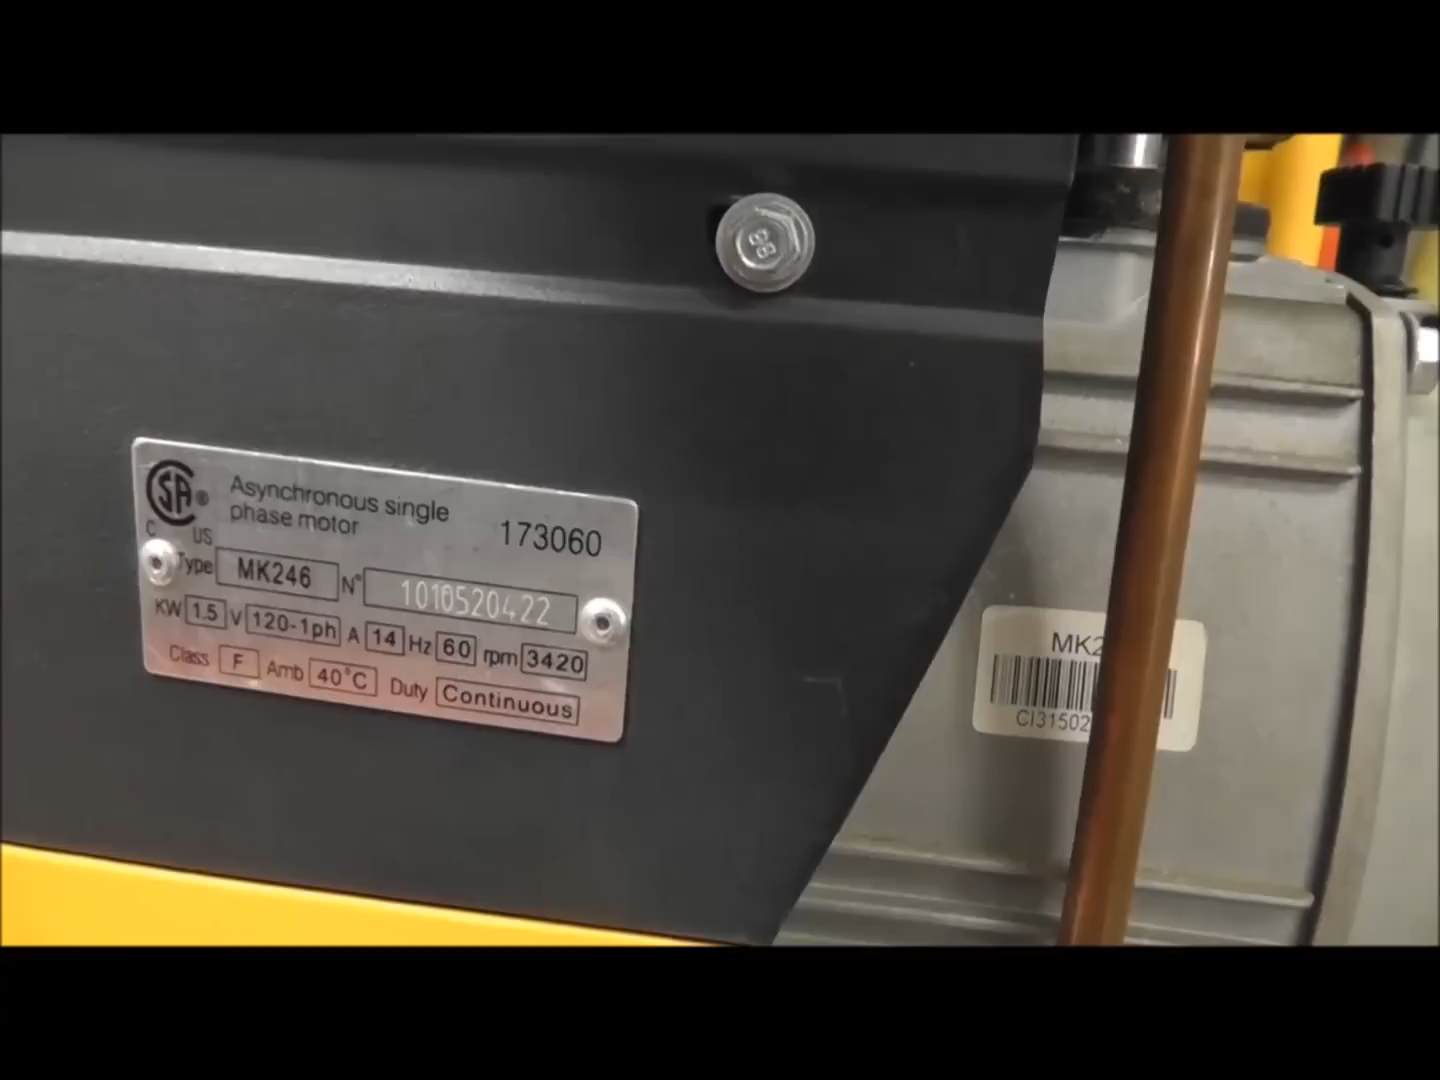 88
CSA®
C US
Asynchronous single
phase motor
173060
Type MK246 N° 1010520422
KW 1.5 V 120-1ph A 14 Hz 60 rpm 3420
Class F Amb 40°C Duty Continuous
MK2
CI31502